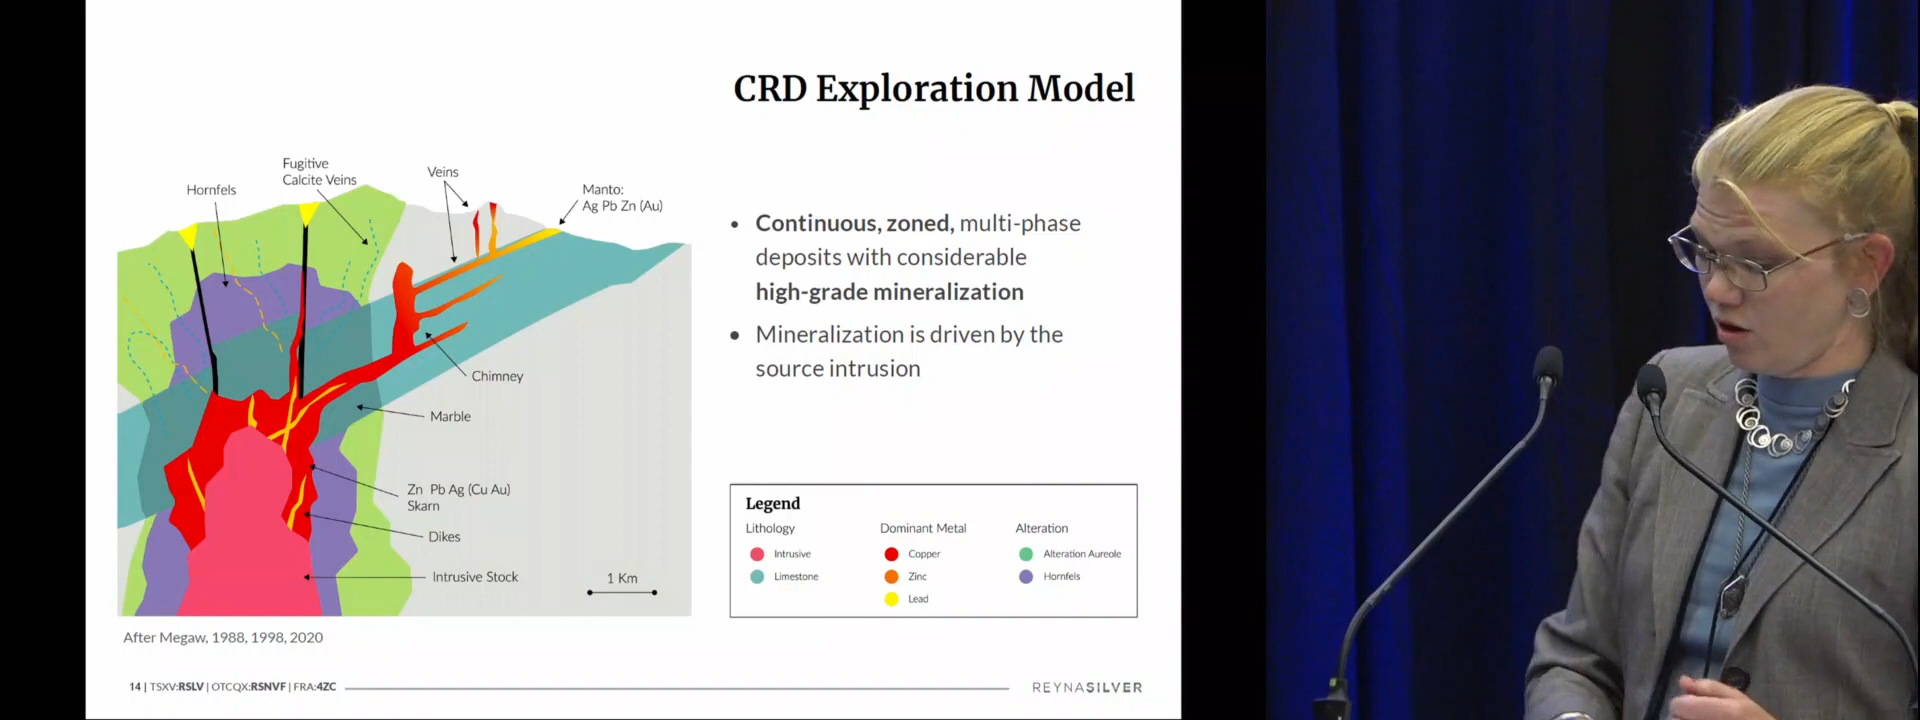 CRD Exploration Model
Fugitive
Calcite Veins
Hornfels
Veins
Manto:
Ag Pb Zn (Au)
Chimney
Marble
Zn Pb Ag (Cu Au)
Skarn
Dikes
Intrusive Stock
1 Km
After Megaw, 1988, 1998, 2020
• Continuous, zoned, multi-phase
deposits with considerable
high-grade mineralization
• Mineralization is driven by the
source intrusion
Legend
Lithology
Intrusive
Limestone
Dominant Metal
Copper
Zinc
Lead
Alteration
Alteration Aureole
Hornfels
14 | TSXV:RSLV | OTCQX:RSNVF | FRA:4ZC
REYNASILVER